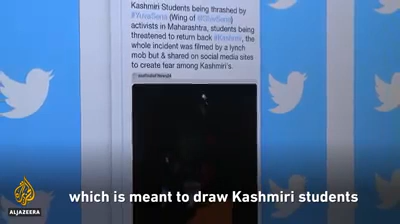 Kashmiri Students being thrashed by
#YuvaSena (Wing of @ShivSena)
activists in Maharashtra, students being
threatened to return back #Kashmir, the
whole incident was filmed by a lynch
mob but & shared on social media sites
to create fear among Kashmiri's.
ALJAZEERA
which is meant to draw Kashmiri students